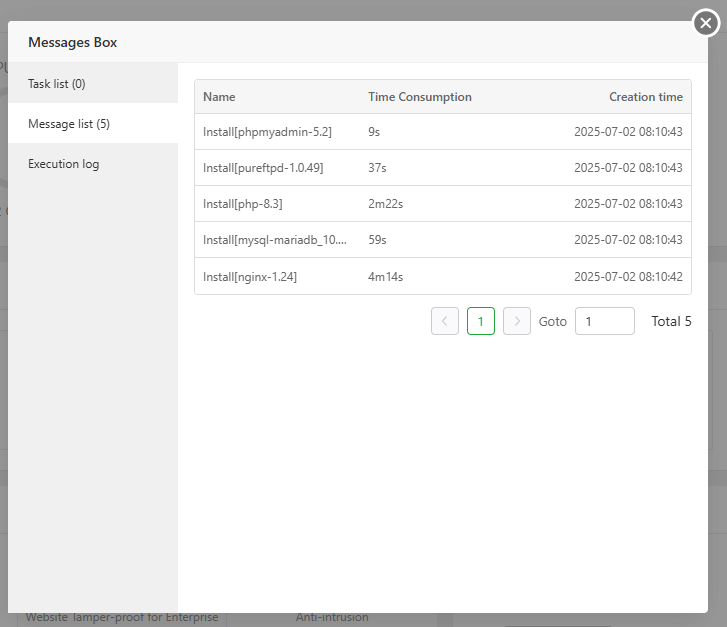 Messages Box
Task list (0)
Message list (5)
Execution log
Name Time Consumption Creation time
Install[phpmyadmin-5.2] 9s 2025-07-02 08:10:43
Install[pureftpd-1.0.49] 37s 2025-07-02 08:10:43
Install[php-8.3] 2m22s 2025-07-02 08:10:43
Install[mysql-mariadb_10.... 59s 2025-07-02 08:10:43
Install[nginx-1.24] 4m14s 2025-07-02 08:10:42
1 Goto 1 Total 5
Website Tamper-proof for Enterprise Anti-intrusion